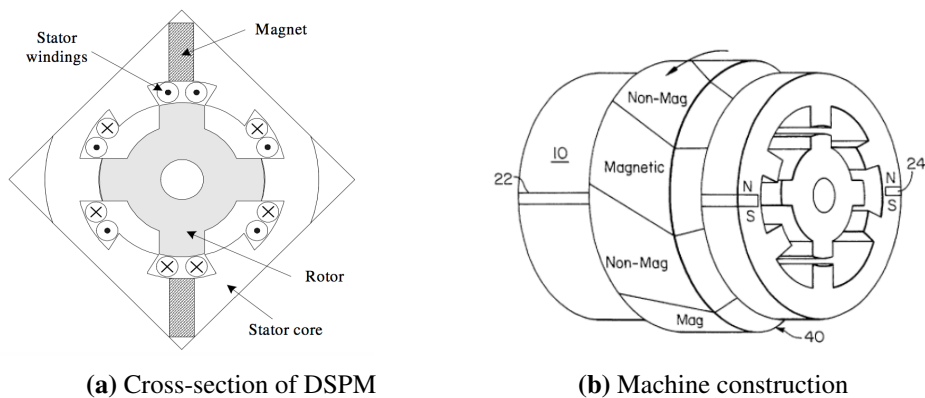 Stator
windings
Magnet
Rotor
Stator core
Non-Mag
10
Magnetic
22
N
S
N
S
24
Non-Mag
Mag
40
(a) Cross-section of DSPM
(b) Machine construction